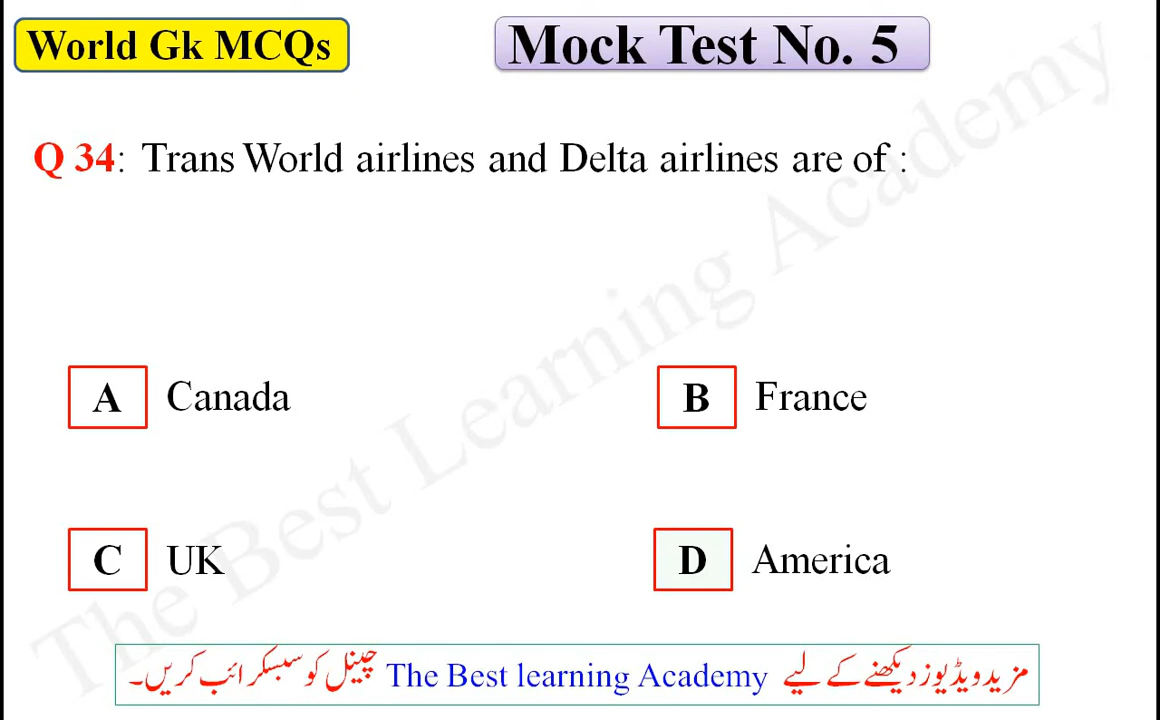 World Gk MCQs
Mock Test No. 5
Q 34: Trans World airlines and Delta airlines are of :
A Canada
B France
C UK
D America
مزید ویڈیوز دیکھنے کے لیے The Best learning Academy چینل کو سبسکرائب کریں۔
The Best Learning Academy